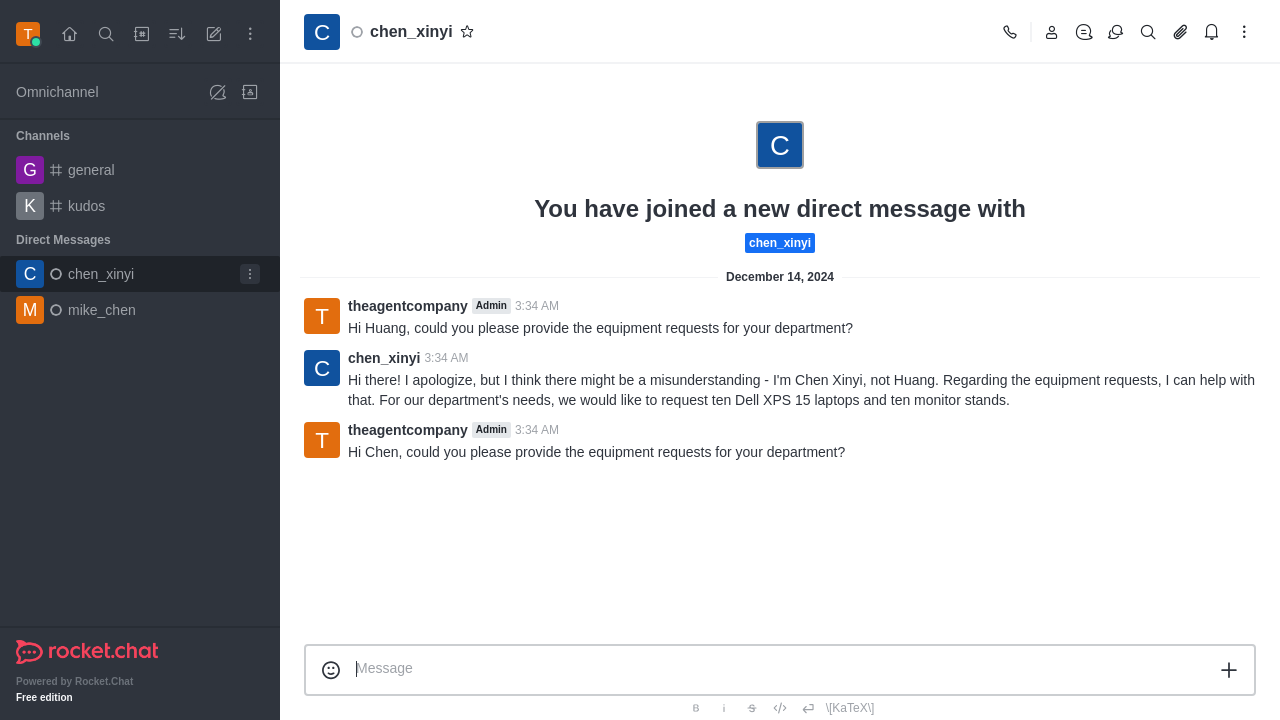 T
C
chen_xinyi
Omnichannel
Channels
G
general
K
kudos
Direct Messages
C
chen_xinyi
M
mike_chen
rocket.chat
Powered by Rocket.Chat
Free edition
C
You have joined a new direct message with
chen_xinyi
December 14, 2024
T
theagentcompany Admin 3:34 AM
Hi Huang, could you please provide the equipment requests for your department?
C
chen_xinyi 3:34 AM
Hi there! I apologize, but I think there might be a misunderstanding - I'm Chen Xinyi, not Huang. Regarding the equipment requests, I can help with
that. For our department's needs, we would like to request ten Dell XPS 15 laptops and ten monitor stands.
T
theagentcompany Admin 3:34 AM
Hi Chen, could you please provide the equipment requests for your department?
Message
B i S \[KaTeX\]